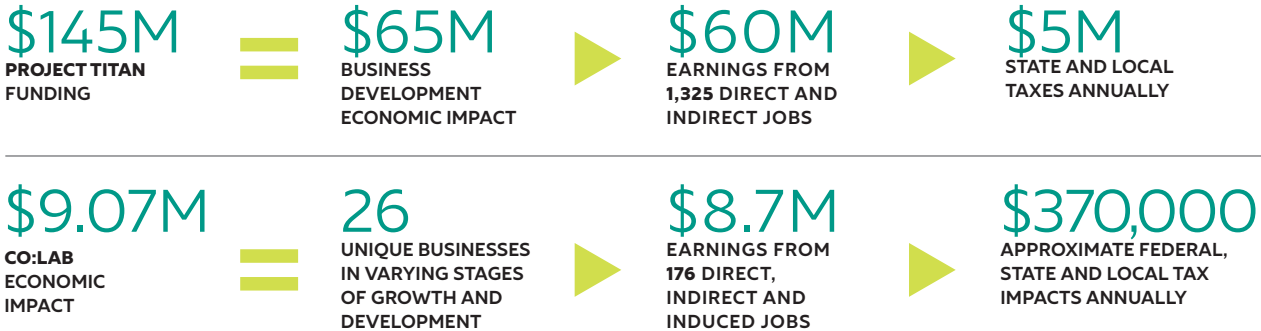 $145M
PROJECT TITAN
FUNDING
$65M
BUSINESS
DEVELOPMENT
ECONOMIC IMPACT
$60M
EARNINGS FROM
1,325 DIRECT AND
INDIRECT JOBS
$5M
STATE AND LOCAL
TAXES ANNUALLY
$9.07M
CO:LAB
ECONOMIC
IMPACT
26
UNIQUE BUSINESSES
IN VARYING STAGES
OF GROWTH AND
DEVELOPMENT
$8.7M
EARNINGS FROM
176 DIRECT,
INDIRECT AND
INDUCED JOBS
$370,000
APPROXIMATE FEDERAL,
STATE AND LOCAL TAX
IMPACTS ANNUALLY